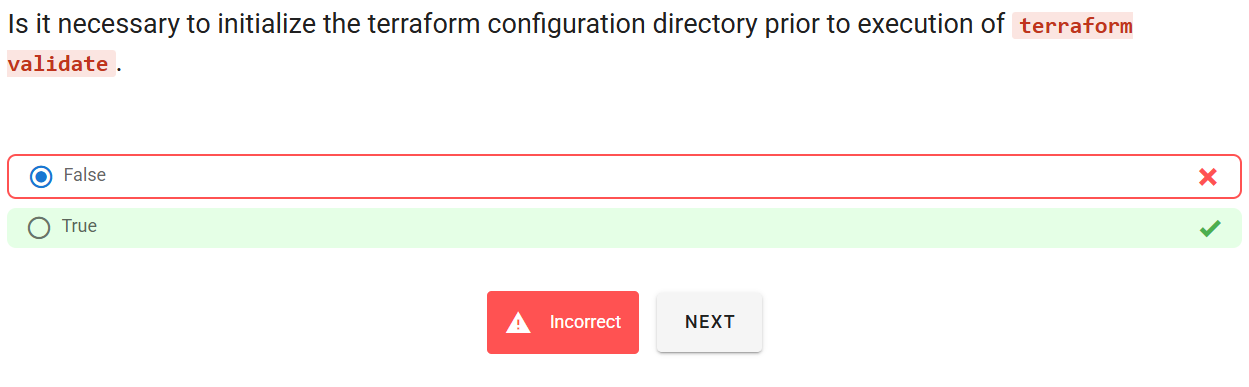 Is it necessary to initialize the terraform configuration directory prior to execution of terraform
validate .
False
True
Incorrect
NEXT